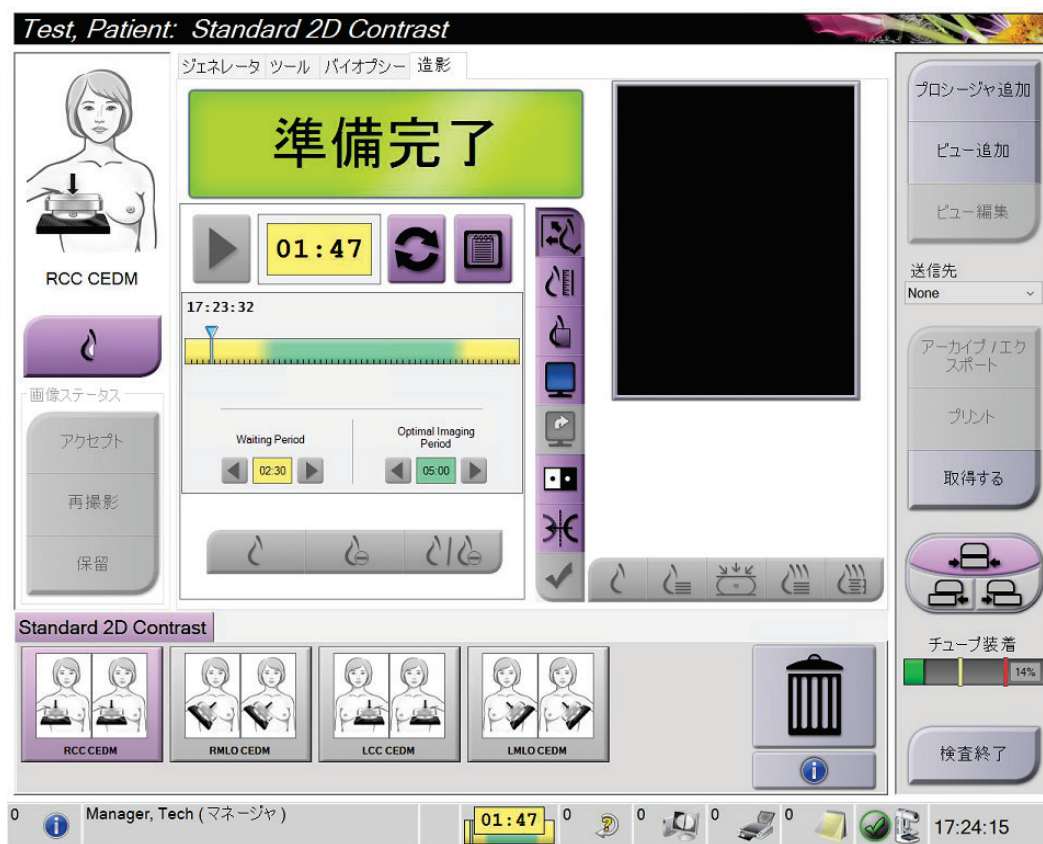 Test, Patient: Standard 2D Contrast
ジェネレータ ツール バイオプシー 造影
準備完了
RCC CEDM
01:47
17:23:32
Waiting Period
02:30
Optimal Imaging
Period
05:00
画像ステータス
アクセプト
再撮影
保留
プロシージャ追加
ビュー追加
ビュー編集
送信先
None
アーカイブ / エク
スポート
プリント
取得する
チューブ装着
14%
検査終了
Standard 2D Contrast
RCC CEDM
RMLO CEDM
LCC CEDM
LMLO CEDM
0 Manager, Tech ( マネージャ ) 01:47 0 0 0 0 17:24:15